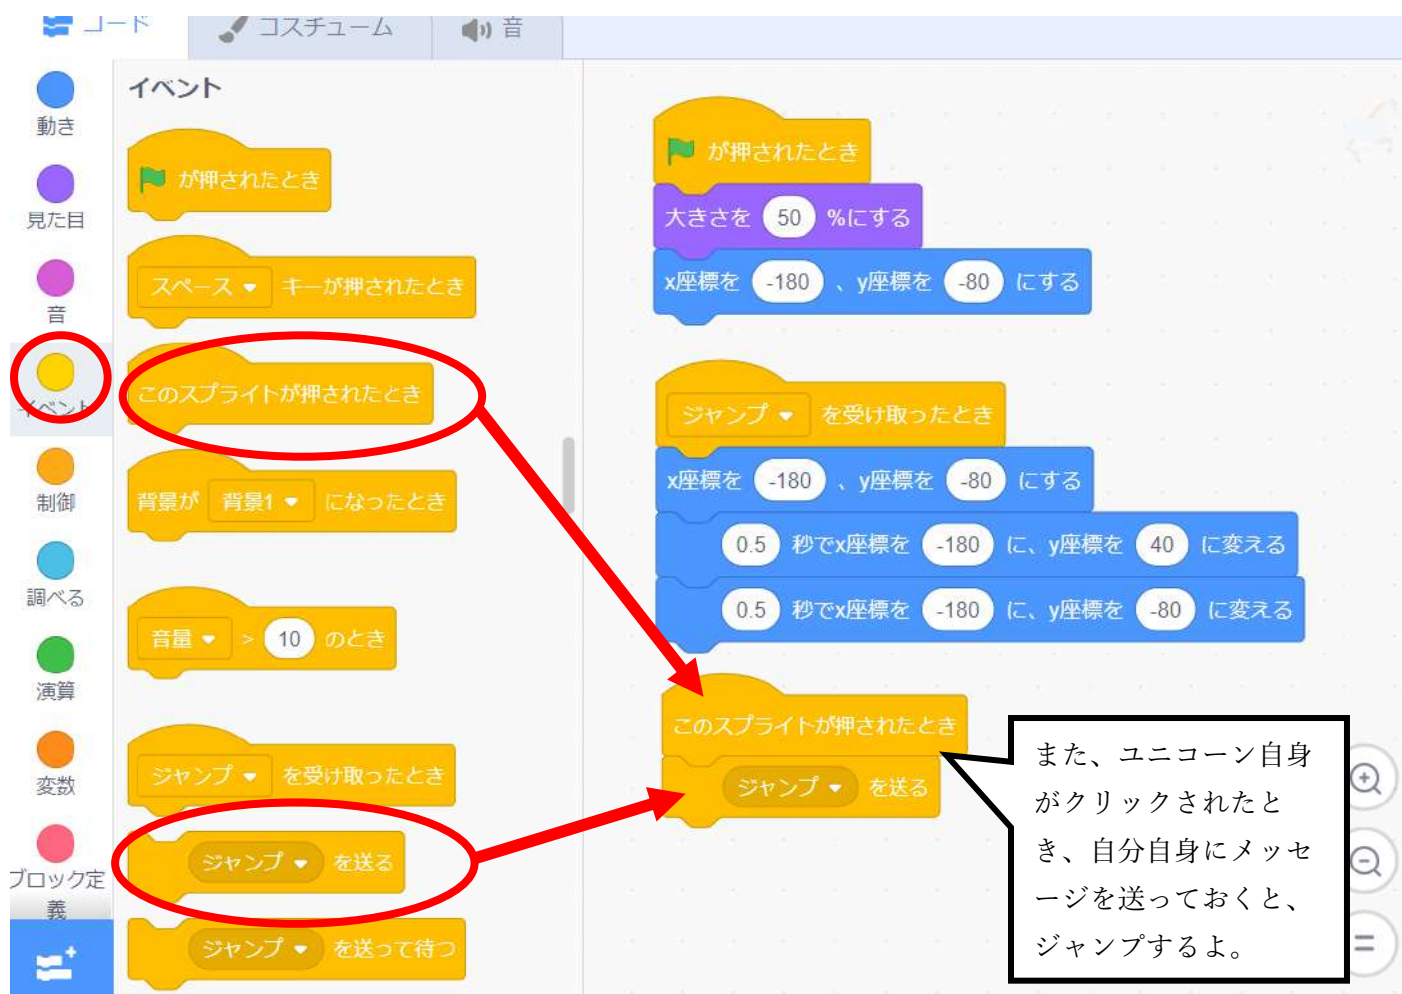 コード
コスチューム
音
動き
見た目
音
イベント
制御
調べる
演算
変数
ブロック定
義
イベント
が押されたとき
スペース キーが押されたとき
このスプライトが押されたとき
背景が 背景1 になったとき
音量 > 10 のとき
ジャンプ を受け取ったとき
ジャンプ を送る
ジャンプ を送って待つ
が押されたとき
大きさを 50 %にする
x座標を -180 、y座標を -80 にする
ジャンプ を受け取ったとき
x座標を -180 、y座標を -80 にする
0.5 秒でx座標を -180 に、y座標を 40 に変える
0.5 秒でx座標を -180 に、y座標を -80 に変える
このスプライトが押されたとき
ジャンプ を送る
また、ユニコーン自身
がクリックされたと
き、自分自身にメッセ
ージを送っておくと、
ジャンプするよ。